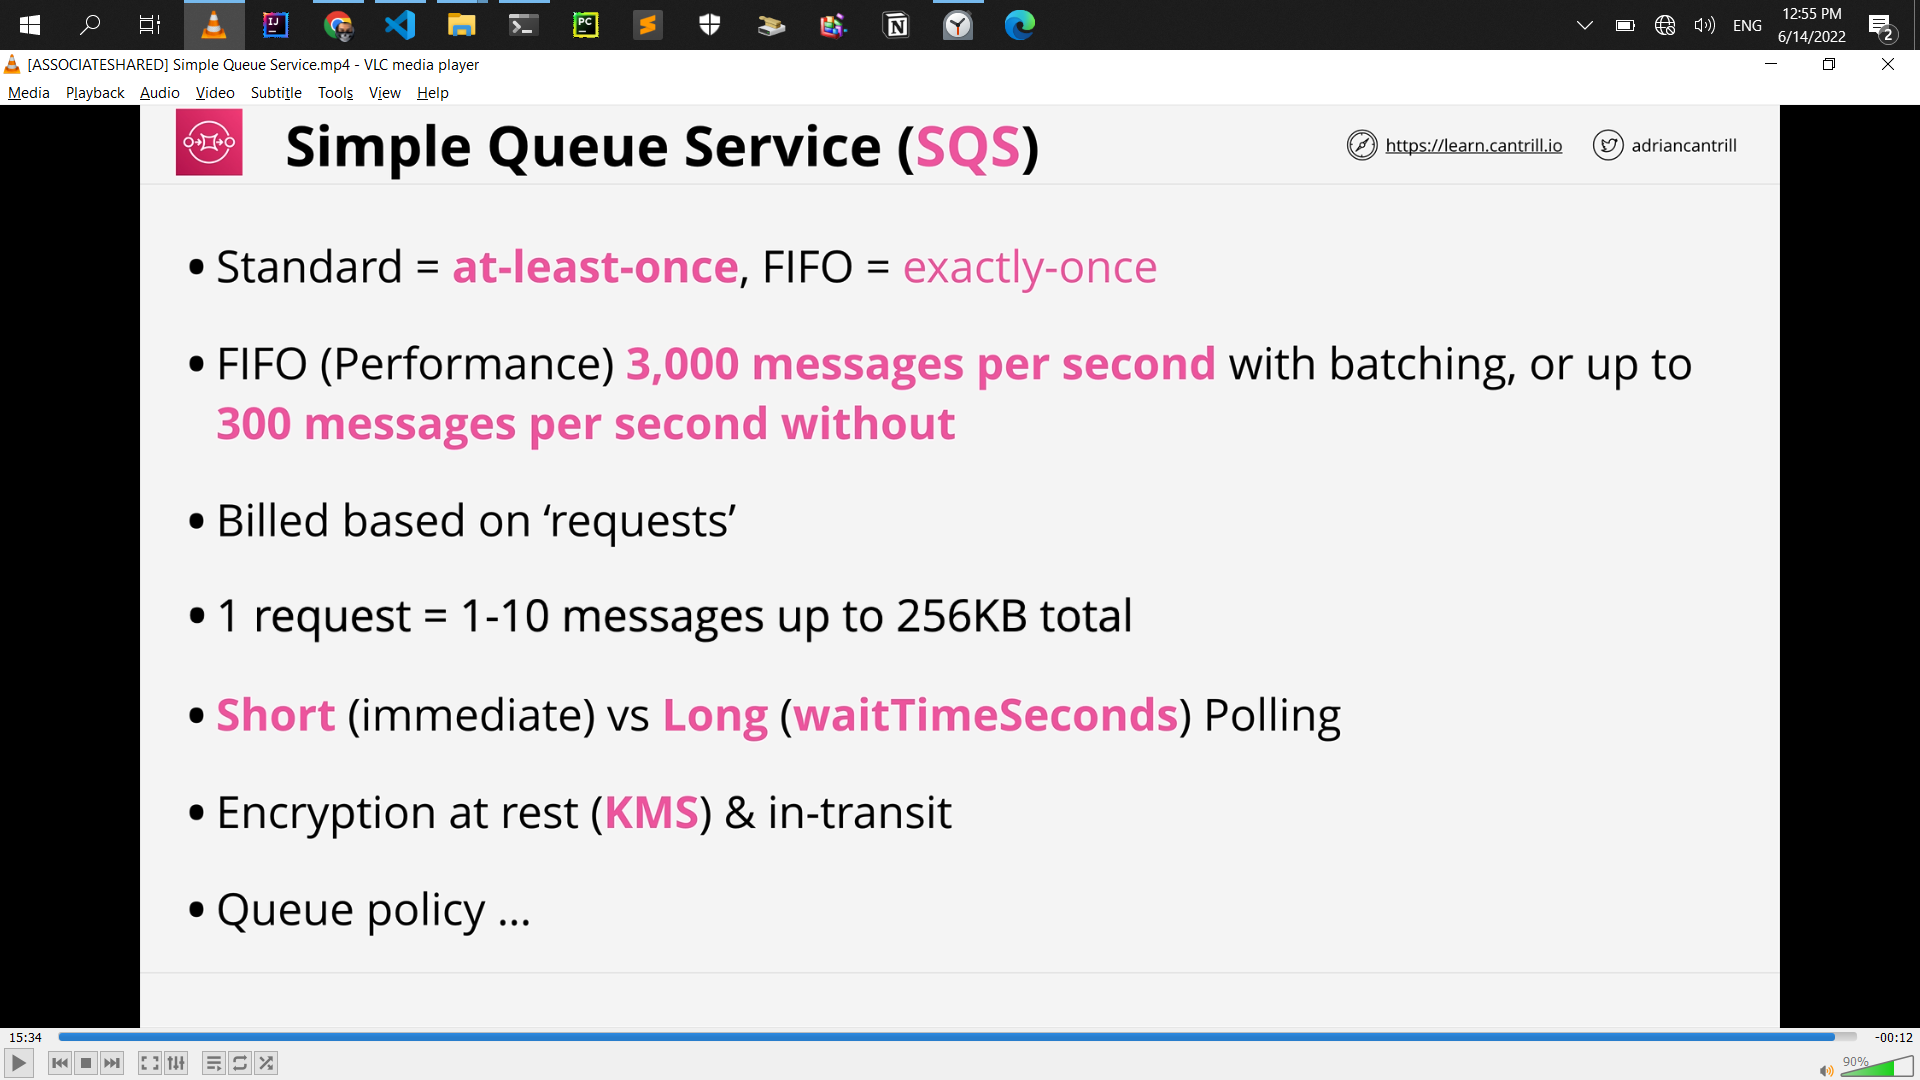 ENG
12:55 PM
6/14/2022
2
[ASSOCIATESHARED] Simple Queue Service.mp4 - VLC media player
Media Playback Audio Video Subtitle Tools View Help
Simple Queue Service (SQS)
https://learn.cantrill.io
adriancantrill
• Standard = at-least-once, FIFO = exactly-once
• FIFO (Performance) 3,000 messages per second with batching, or up to
300 messages per second without
• Billed based on ‘requests’
• 1 request = 1-10 messages up to 256KB total
• Short (immediate) vs Long (waitTimeSeconds) Polling
• Encryption at rest (KMS) & in-transit
• Queue policy ...
15:34
-00:12
90%